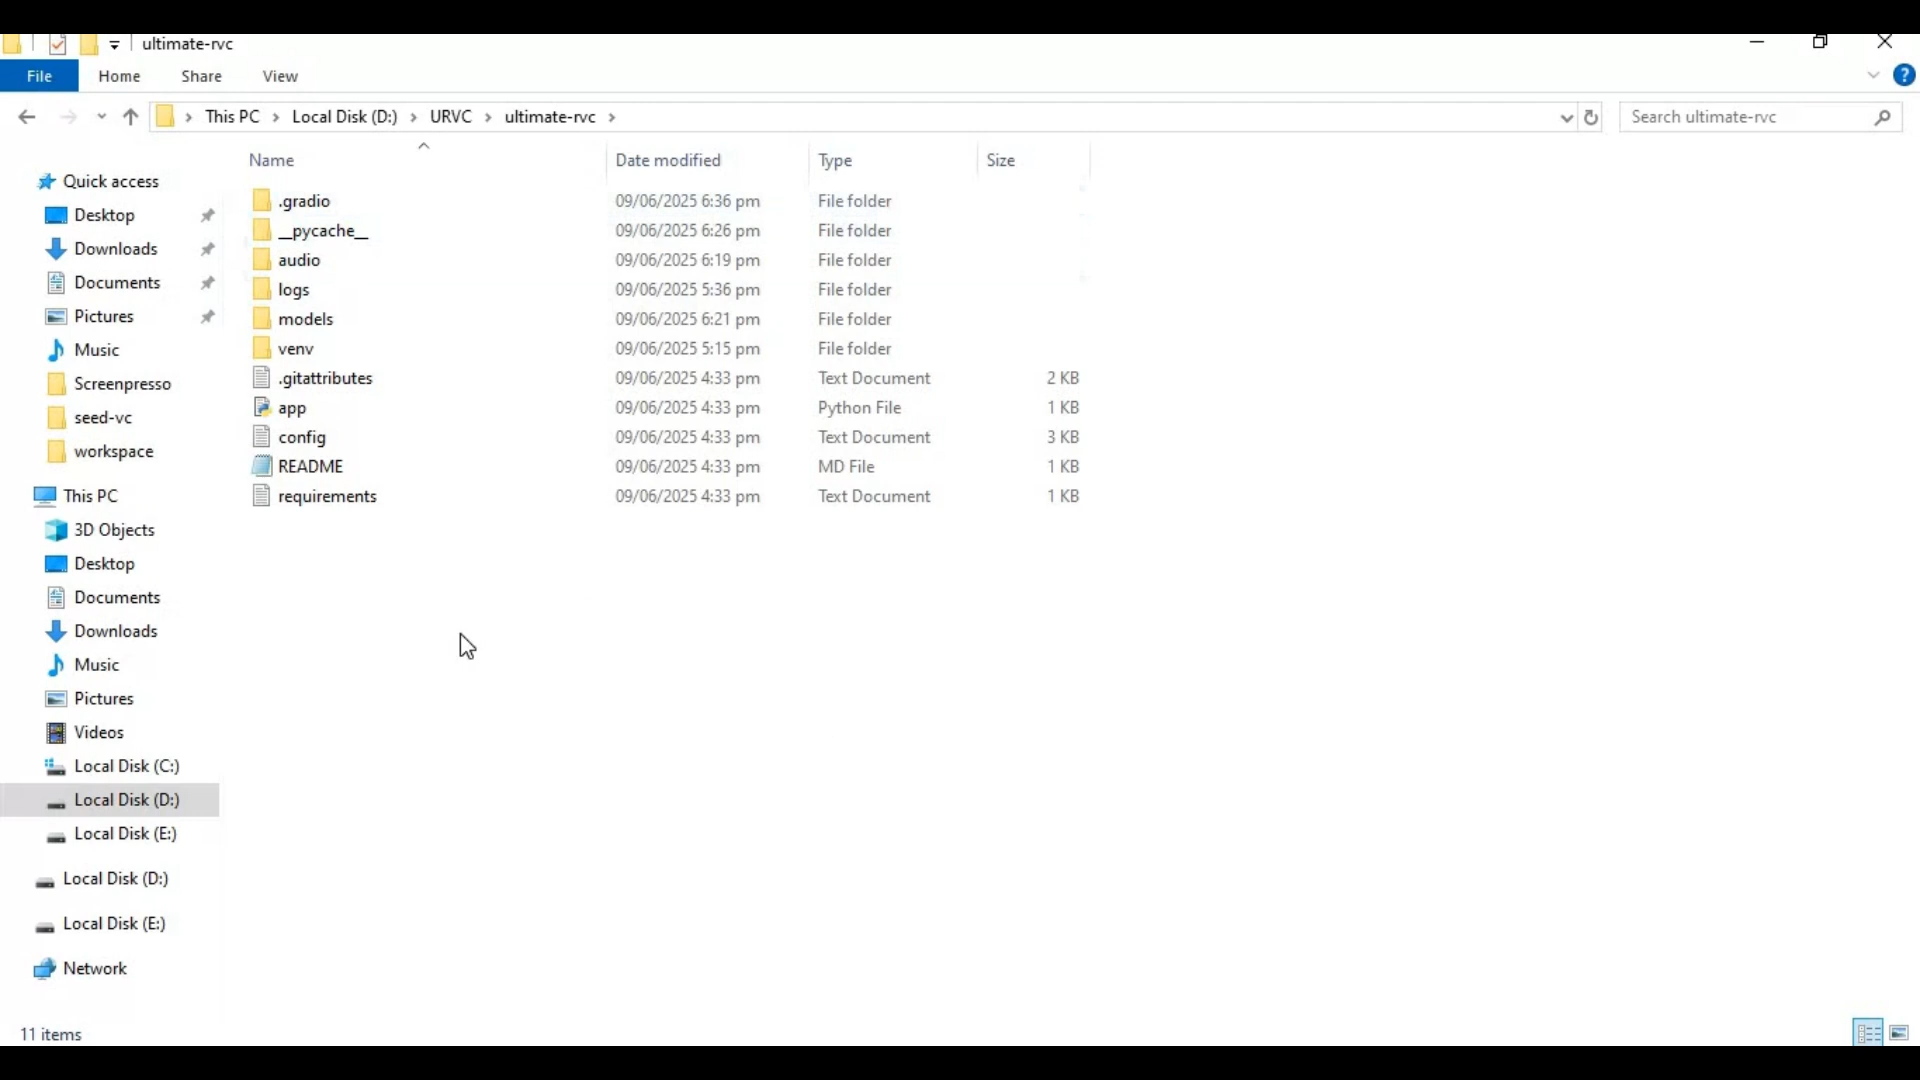 ultimate-rvc
File Home Share View
This PC Local Disk (D:) URVC ultimate-rvc Search ultimate-rvc
Name Date modified Type Size
Quick access
Desktop
Downloads
Documents
Pictures
Music
Screenpresso
seed-vc
workspace
This PC
3D Objects
Desktop
Documents
Downloads
Music
Pictures
Videos
Local Disk (C:)
Local Disk (D:)
Local Disk (E:)
Local Disk (D:)
Local Disk (E:)
Network
.gradio 09/06/2025 6:36 pm File folder
__pycache__ 09/06/2025 6:26 pm File folder
audio 09/06/2025 6:19 pm File folder
logs 09/06/2025 5:36 pm File folder
models 09/06/2025 6:21 pm File folder
venv 09/06/2025 5:15 pm File folder
.gitattributes 09/06/2025 4:33 pm Text Document 2 KB
app 09/06/2025 4:33 pm Python File 1 KB
config 09/06/2025 4:33 pm Text Document 3 KB
README 09/06/2025 4:33 pm MD File 1 KB
requirements 09/06/2025 4:33 pm Text Document 1 KB
11 items